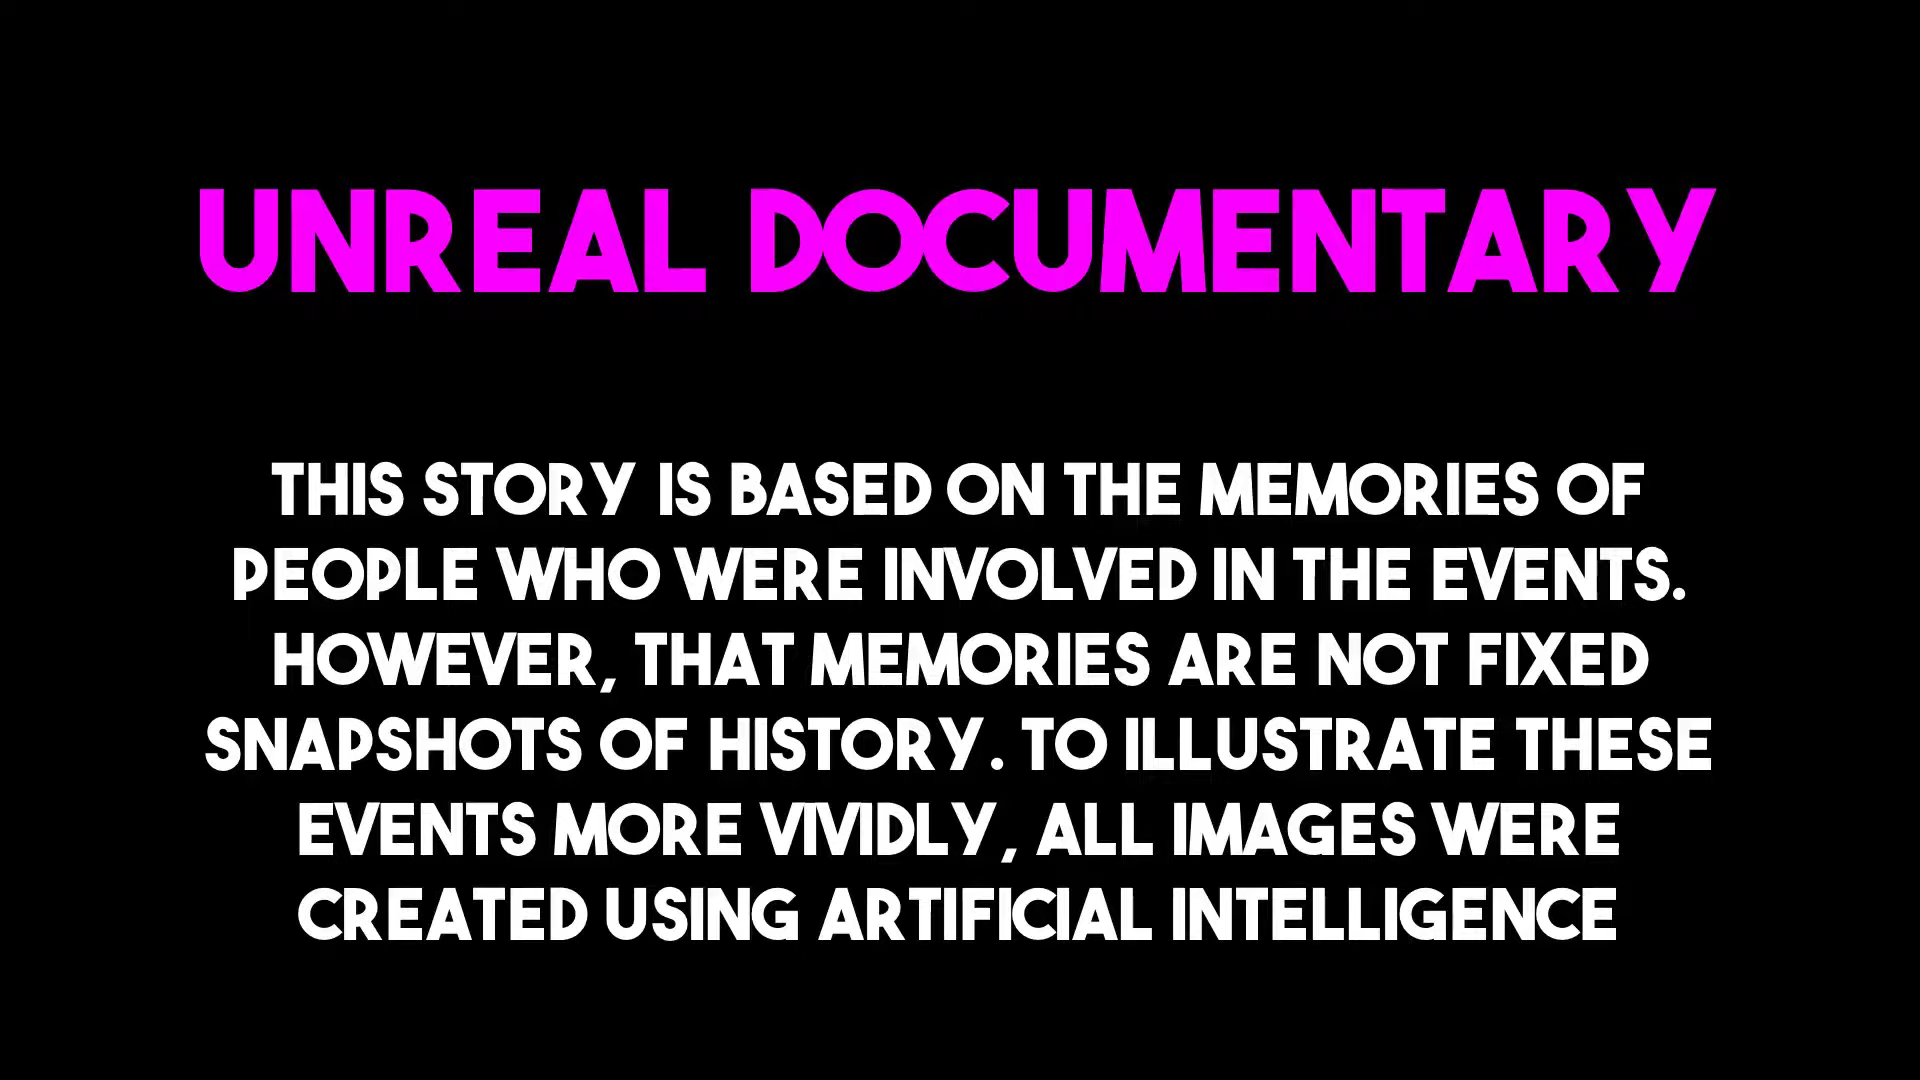 UNREAL DOCUMENTARY
THIS STORY IS BASED ON THE MEMORIES OF
PEOPLE WHO WERE INVOLVED IN THE EVENTS.
HOWEVER, THAT MEMORIES ARE NOT FIXED
SNAPSHOTS OF HISTORY. TO ILLUSTRATE THESE
EVENTS MORE VIVIDLY, ALL IMAGES WERE
CREATED USING ARTIFICIAL INTELLIGENCE